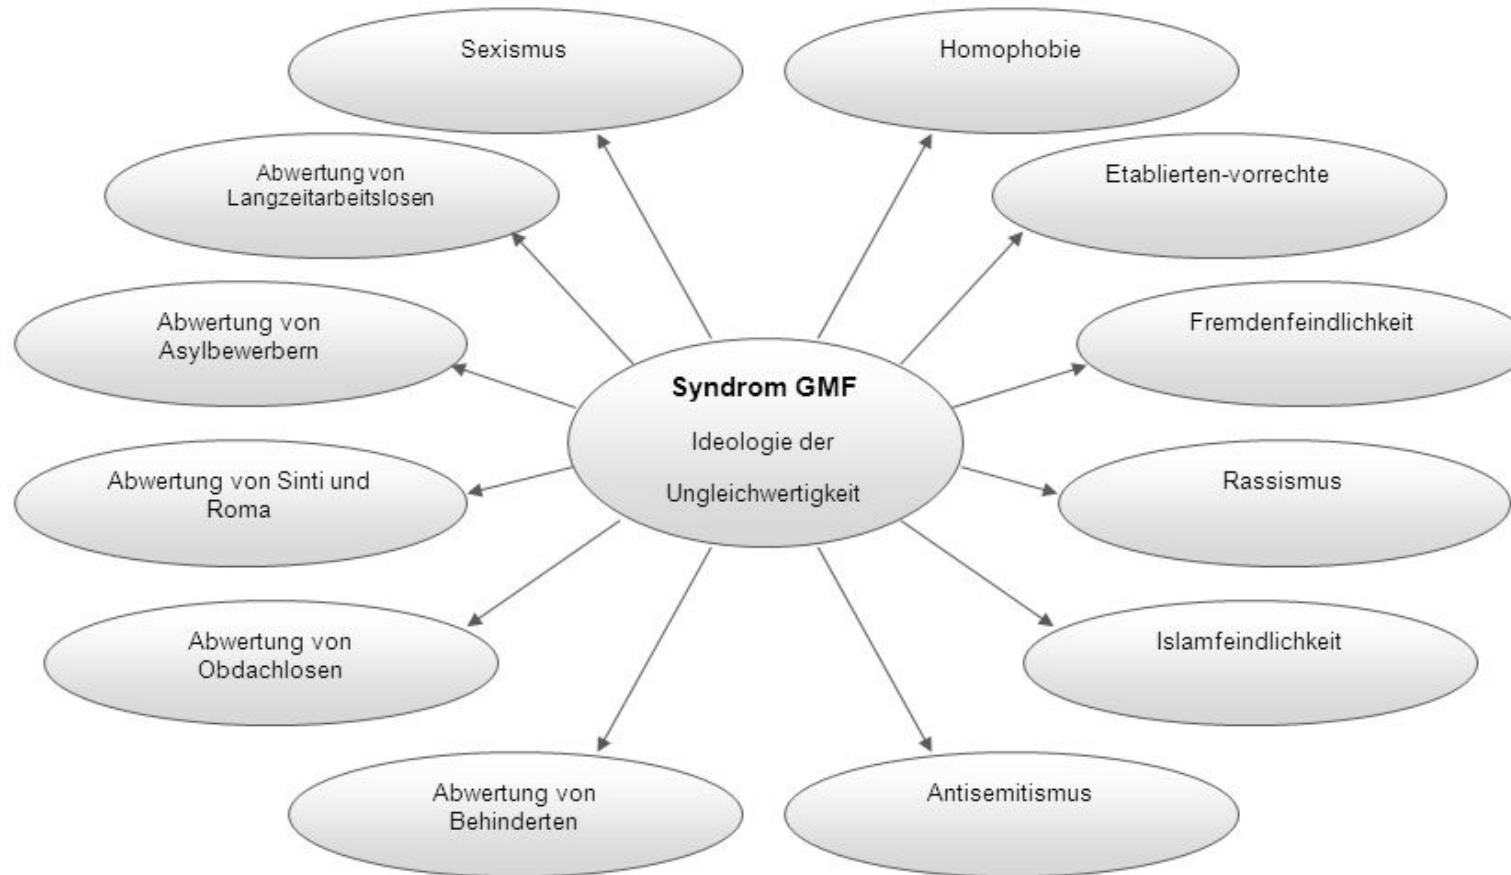 Sexismus
Homophobie
Abwertung von
Langzeitarbeitslosen
Etablierten-vorrechte
Abwertung von
Asylbewerbern
Fremdenfeindlichkeit
Syndrom GMF
Ideologie der
Ungleichwertigkeit
Abwertung von Sinti und
Roma
Rassismus
Abwertung von
Obdachlosen
Islamfeindlichkeit
Abwertung von
Behinderten
Antisemitismus